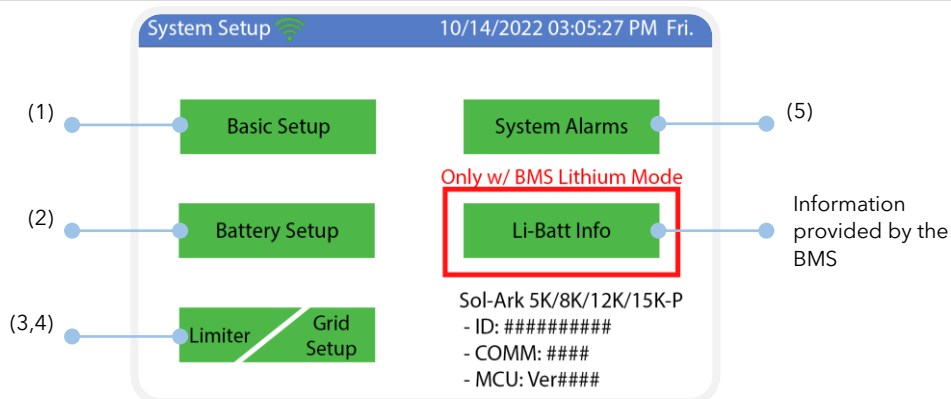 System Setup
10/14/2022 03:05:27 PM Fri.
(1)
Basic Setup
System Alarms
(5)
Only w/ BMS Lithium Mode
(2)
Battery Setup
Li-Batt Info
Information
provided by the
BMS
(3,4)
Limiter
Grid
Setup
Sol-Ark 5K/8K/12K/15K-P
- ID: ##########
- COMM: ####
- MCU: Ver####